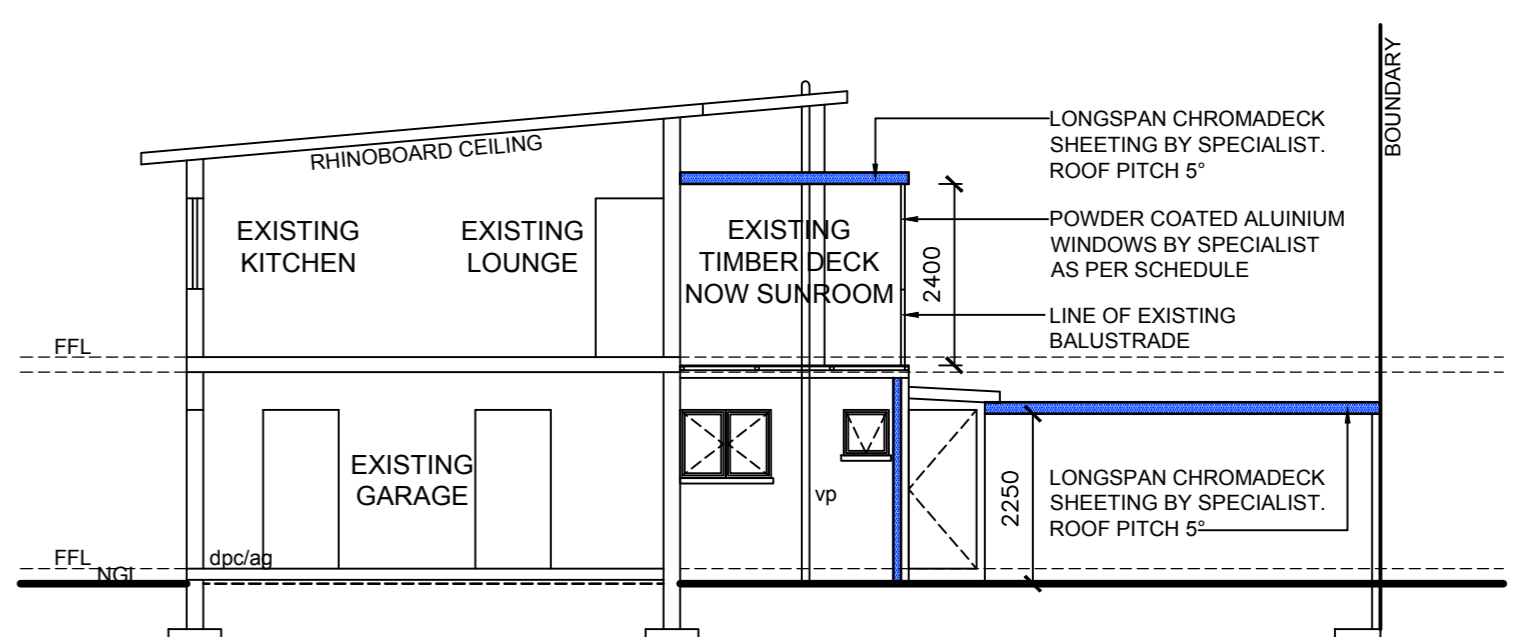 BOUNDARY
LONGSPAN CHROMADECK
SHEETING BY SPECIALIST.
ROOF PITCH 5°
RHINOBOARD CEILING
POWDER COATED ALUINIUM
WINDOWS BY SPECIALIST
AS PER SCHEDULE
EXISTING
KITCHEN
EXISTING
LOUNGE
EXISTING
TIMBER DECK
NOW SUNROOM
2400
LINE OF EXISTING
BALUSTRADE
FFL
EXISTING
GARAGE
vp
2250
LONGSPAN CHROMADECK
SHEETING BY SPECIALIST.
ROOF PITCH 5°
FFL
dpc/ag
NGL